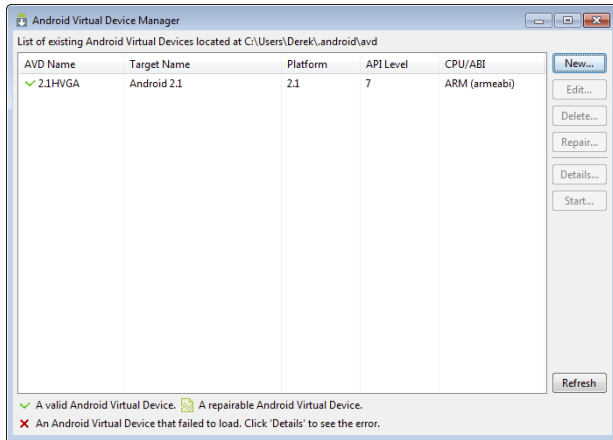 Android Virtual Device Manager
List of existing Android Virtual Devices located at C:\Users\Derek\.android\avd
AVD Name Target Name Platform API Level CPU/ABI
2.1HVGA Android 2.1 2.1 7 ARM (armeabi)
New...
Edit...
Delete...
Repair...
Details...
Start...
Refresh
A valid Android Virtual Device. A repairable Android Virtual Device.
An Android Virtual Device that failed to load. Click 'Details' to see the error.